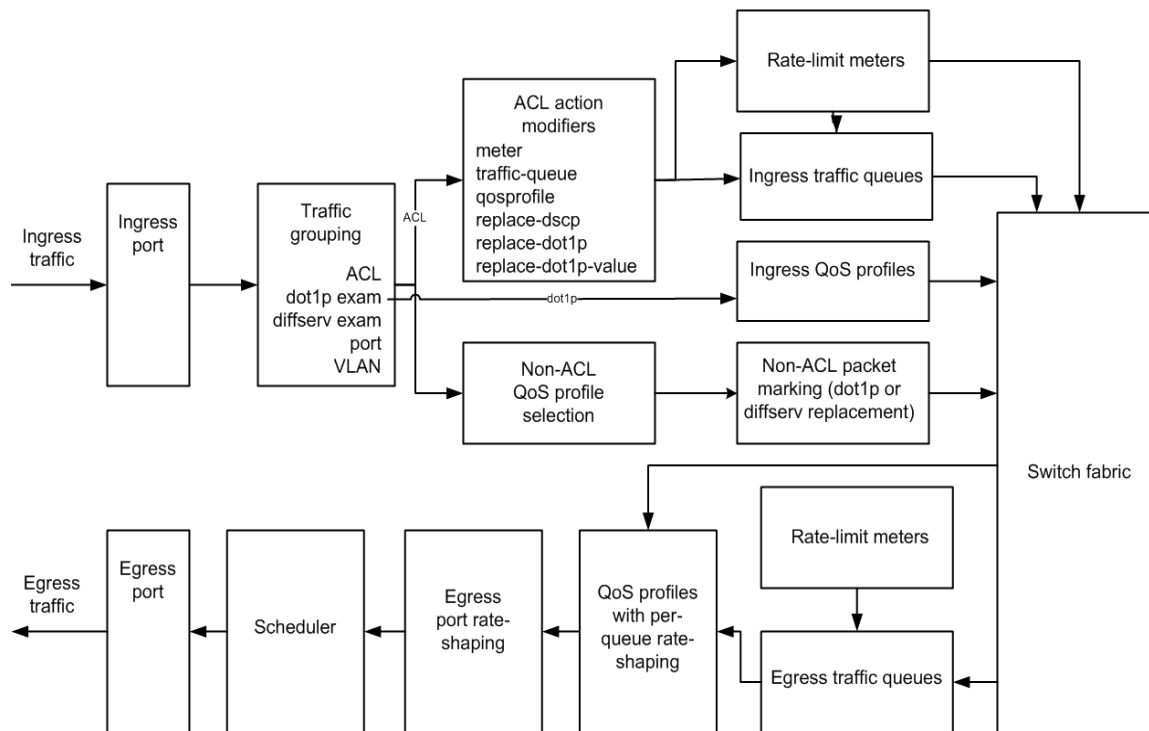 Rate-limit meters
ACL action
modifiers
meter
traffic-queue
qosprofile
replace-dscp
replace-dot1p
replace-dot1p-value
Ingress traffic queues
Ingress
traffic
Ingress
port
Traffic
grouping
ACL
dot1p exam
diffserv exam
port
VLAN
ACL
dot1p
Ingress QoS profiles
Non-ACL
QoS profile
selection
Non-ACL packet
marking (dot1p or
diffserv replacement)
Switch fabric
Rate-limit meters
Egress
traffic
Egress
port
Scheduler
Egress
port rate-
shaping
QoS profiles
with per-
queue rate-
shaping
Egress traffic queues